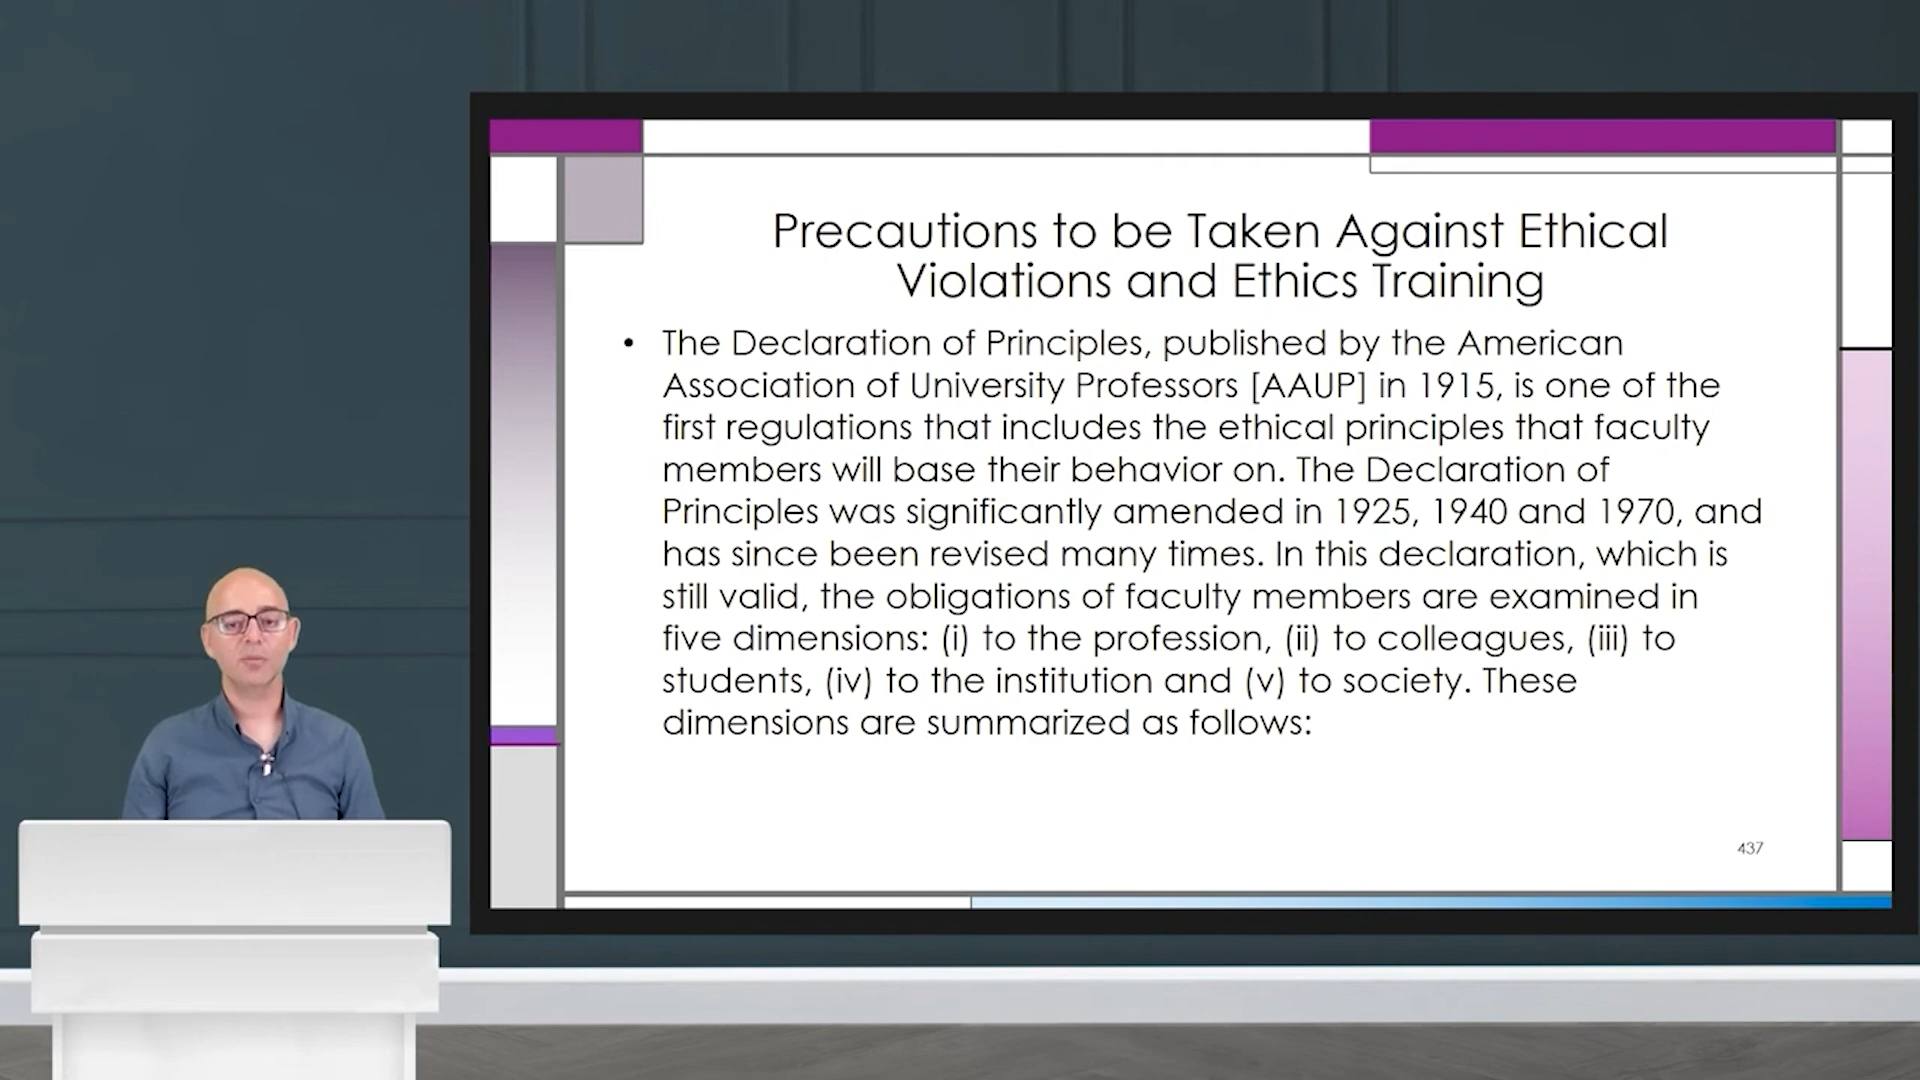 Precautions to be Taken Against Ethical
Violations and Ethics Training
• The Declaration of Principles, published by the American
Association of University Professors [AAUP] in 1915, is one of the
first regulations that includes the ethical principles that faculty
members will base their behavior on. The Declaration of
Principles was significantly amended in 1925, 1940 and 1970, and
has since been revised many times. In this declaration, which is
still valid, the obligations of faculty members are examined in
five dimensions: (i) to the profession, (ii) to colleagues, (iii) to
students, (iv) to the institution and (v) to society. These
dimensions are summarized as follows:
437